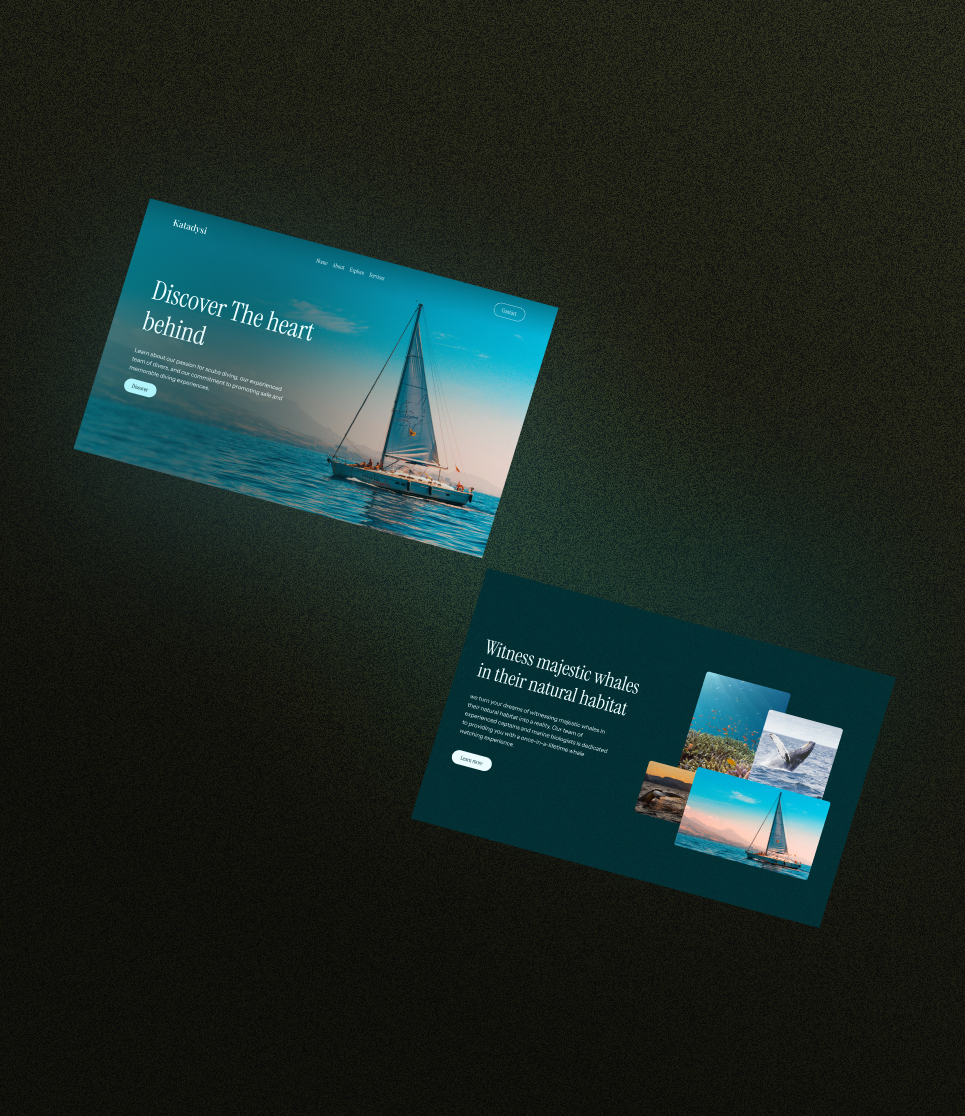 Katadysi
Home About Explore Services
Contact
Discover The heart
behind
Learn about our passion for scuba diving, our experienced
team of divers, and our commitment to promoting safe and
memorable diving experiences.
Discover
Witness majestic whales
in their natural habitat
we turn your dreams of witnessing majestic whales in
their natural habitat into a reality. Our team of
experienced captains and marine biologists is dedicated
to providing you with a once-in-a-lifetime whale
watching experience
Learn more